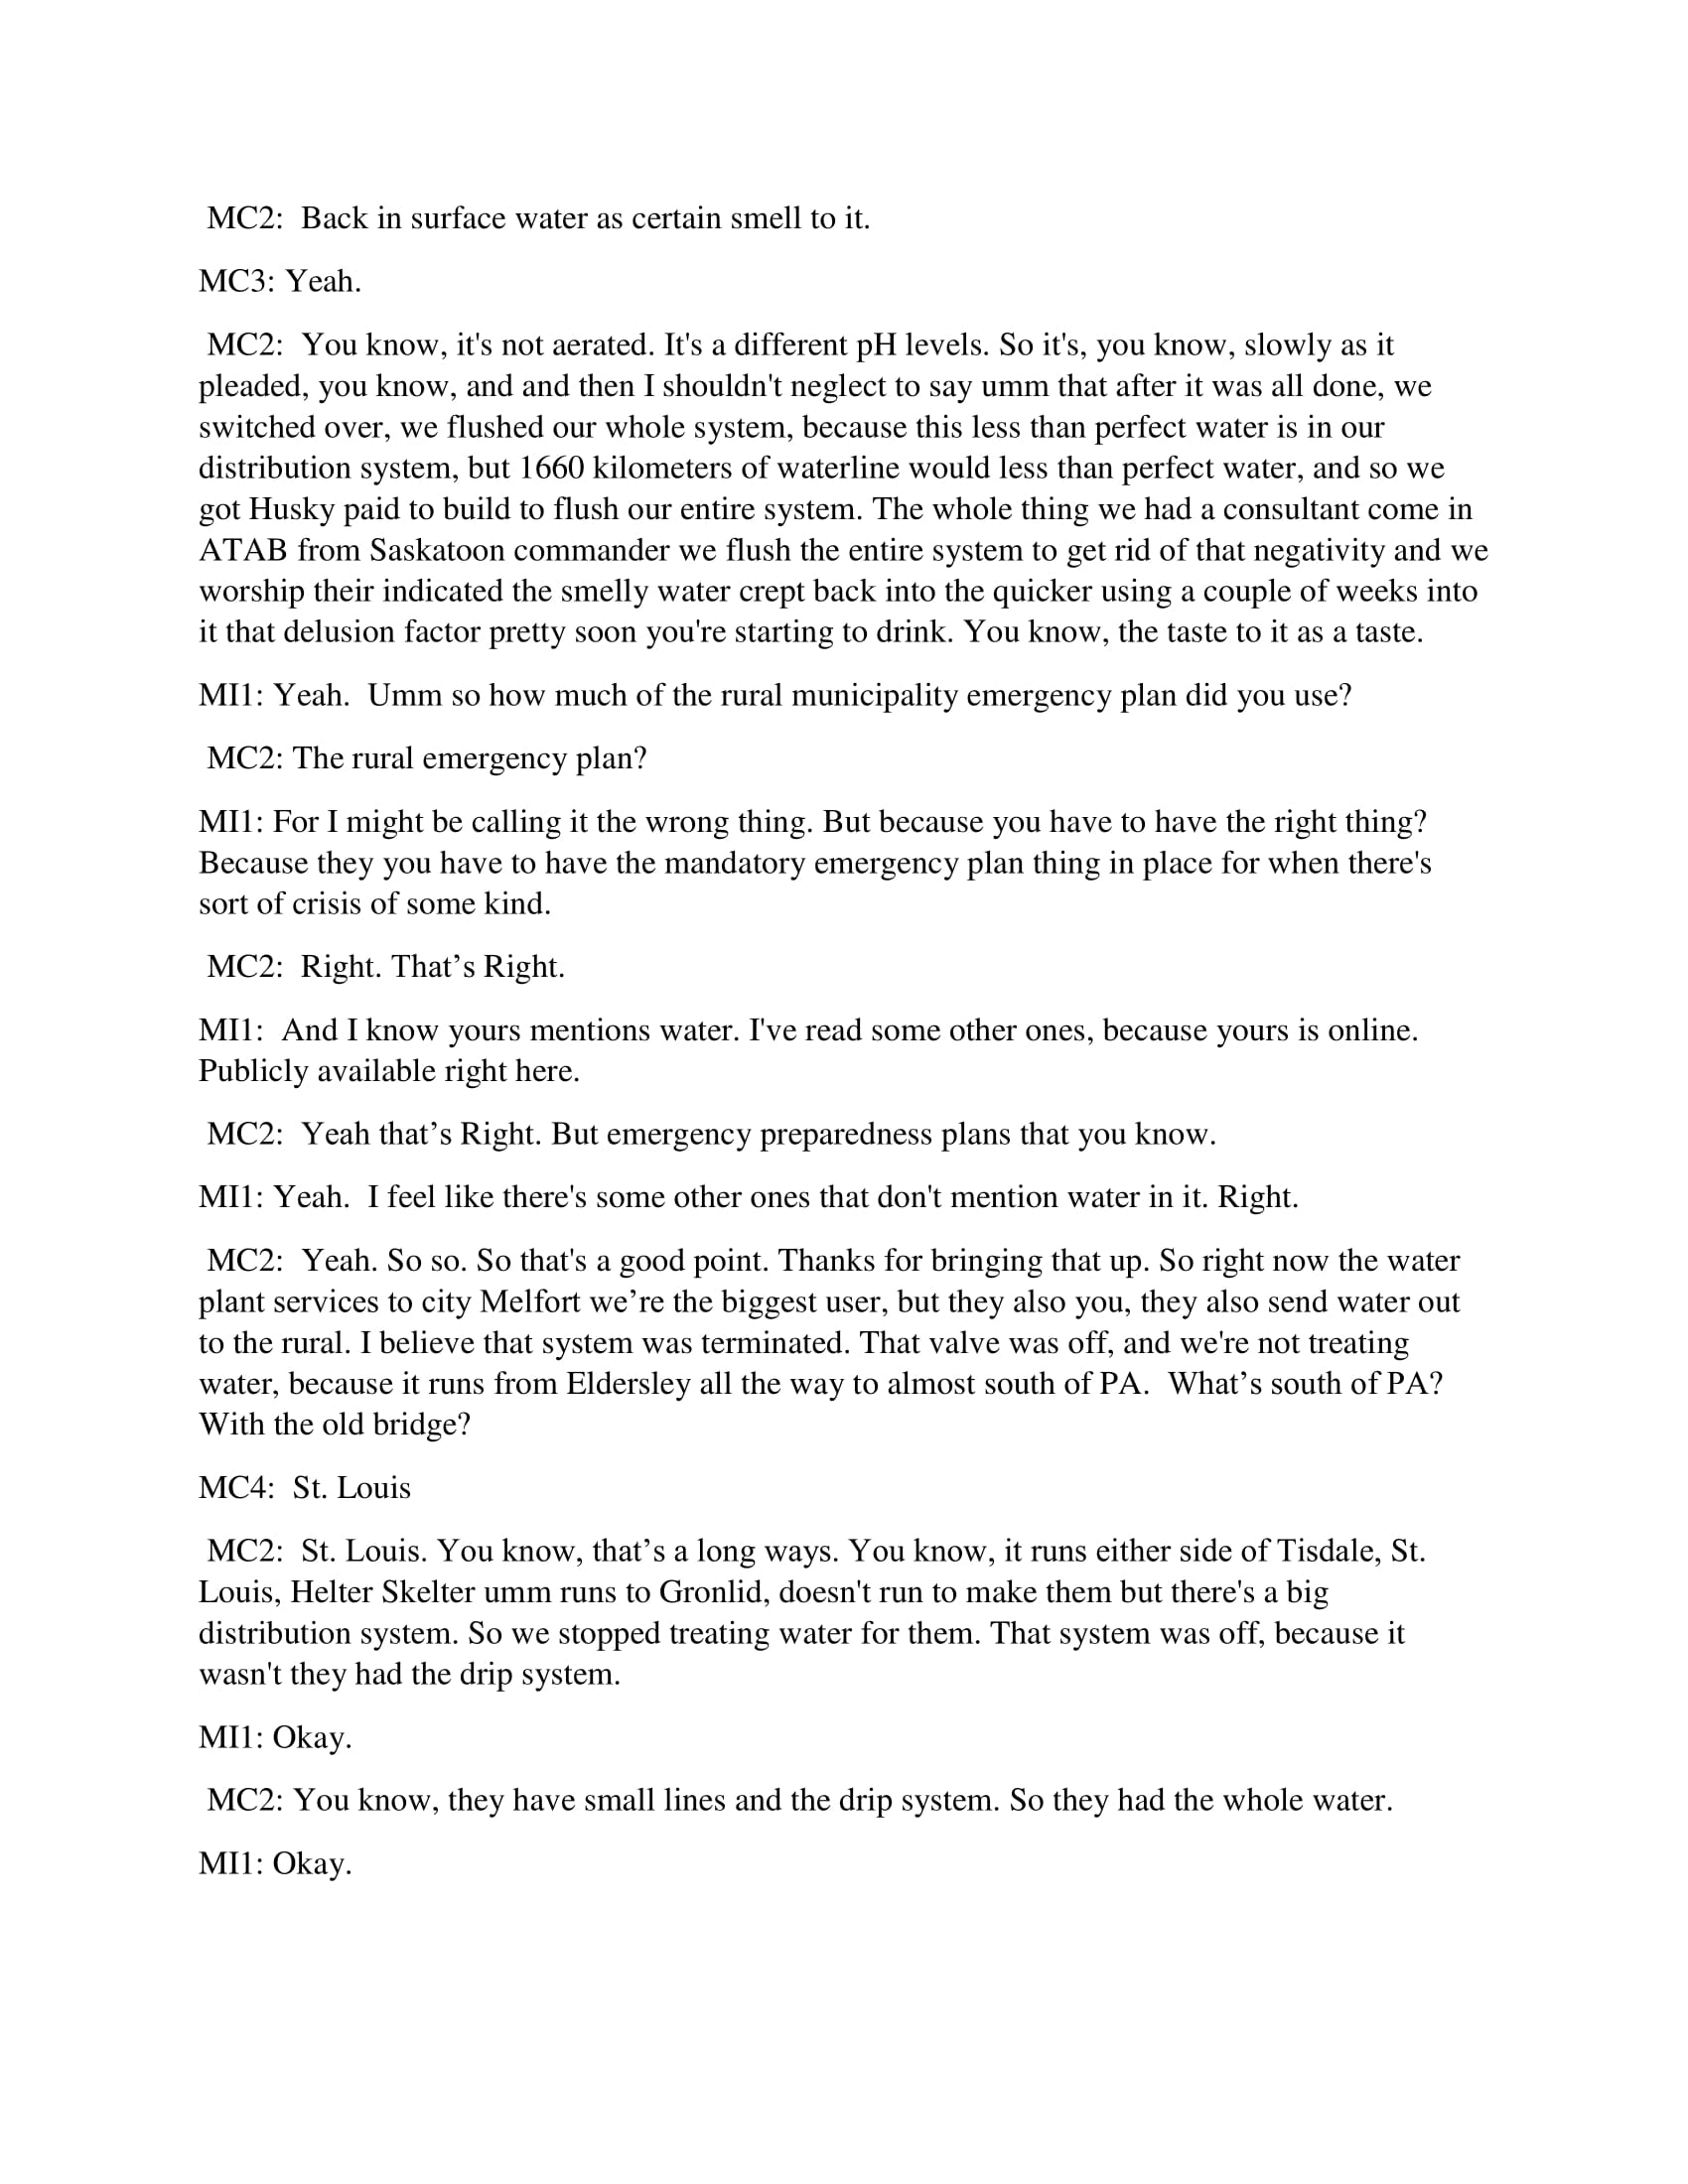 MC2:  Back in surface water as certain smell to it.
MC3: Yeah.
MC2:  You know, it's not aerated. It's a different pH levels. So it's, you know, slowly as it
pleaded, you know, and and then I shouldn't neglect to say umm that after it was all done, we
switched over, we flushed our whole system, because this less than perfect water is in our
distribution system, but 1660 kilometers of waterline would less than perfect water, and so we
got Husky paid to build to flush our entire system. The whole thing we had a consultant come in
ATAB from Saskatoon commander we flush the entire system to get rid of that negativity and we
worship their indicated the smelly water crept back into the quicker using a couple of weeks into
it that delusion factor pretty soon you're starting to drink. You know, the taste to it as a taste.
MI1: Yeah.  Umm so how much of the rural municipality emergency plan did you use?
MC2: The rural emergency plan?
MI1: For I might be calling it the wrong thing. But because you have to have the right thing?
Because they you have to have the mandatory emergency plan thing in place for when there's
sort of crisis of some kind.
MC2:  Right. That’s Right.
MI1:  And I know yours mentions water. I've read some other ones, because yours is online.
Publicly available right here.
MC2:  Yeah that’s Right. But emergency preparedness plans that you know.
MI1: Yeah.  I feel like there's some other ones that don't mention water in it. Right.
MC2:  Yeah. So so. So that's a good point. Thanks for bringing that up. So right now the water
plant services to city Melfort we’re the biggest user, but they also you, they also send water out
to the rural. I believe that system was terminated. That valve was off, and we're not treating
water, because it runs from Eldersley all the way to almost south of PA.  What’s south of PA?
With the old bridge?
MC4:  St. Louis
MC2:  St. Louis. You know, that’s a long ways. You know, it runs either side of Tisdale, St.
Louis, Helter Skelter umm runs to Gronlid, doesn't run to make them but there's a big
distribution system. So we stopped treating water for them. That system was off, because it
wasn't they had the drip system.
MI1: Okay.
MC2: You know, they have small lines and the drip system. So they had the whole water.
MI1: Okay.